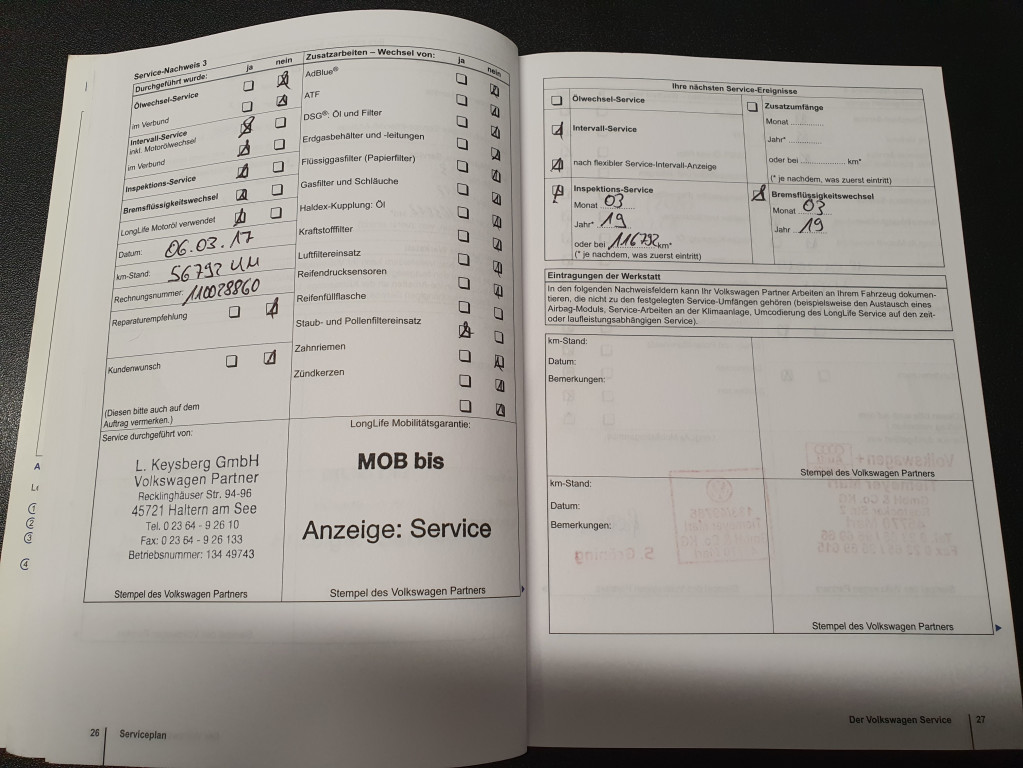 Service-Nachweis 3
Durchgeführt wurde: ja nein
Ölwechsel-Service
im Verbund
Intervall-Service
inkl. Motorölwechsel
im Verbund
Inspektions-Service
Bremsflüssigkeitswechsel
LongLife Motoröl verwendet
Datum: 06.03.17
km-Stand: 56792 KM
Rechnungsnummer: 110028860
Reparaturempfehlung
Kundenwunsch
(Diesen bitte auch auf dem
Auftrag vermerken.)
Zusatzarbeiten – Wechsel von: ja nein
AdBlue®
ATF
DSG®: Öl und Filter
Erdgasbehälter und -leitungen
Flüssiggasfilter (Papierfilter)
Gasfilter und Schläuche
Haldex-Kupplung: Öl
Kraftstofffilter
Luftfiltereinsatz
Reifendrucksensoren
Reifenfüllflasche
Staub- und Pollenfiltereinsatz
Zahnriemen
Zündkerzen
Service durchgeführt von:
L. Keysberg GmbH
Volkswagen Partner
Recklinghäuser Str. 94-96
45721 Haltern am See
Tel. 0 23 64 - 9 26 10
Fax: 0 23 64 - 9 26 133
Betriebsnummer: 134 49743
Stempel des Volkswagen Partners
LongLife Mobilitätsgarantie:
MOB bis
Anzeige: Service
Stempel des Volkswagen Partners
26 Serviceplan
Ihre nächsten Service-Ereignisse
Ölwechsel-Service
Intervall-Service
nach flexibler Service-Intervall-Anzeige
Zusatzumfänge
Monat ..............
Jahr* ..............
oder bei .................... km*
(* je nachdem, was zuerst eintritt)
Inspektions-Service
Monat 03
Jahr* 19
oder bei 116792 km*
(* je nachdem, was zuerst eintritt)
Bremsflüssigkeitswechsel
Monat 03
Jahr 19
Eintragungen der Werkstatt
In den folgenden Nachweisfeldern kann Ihr Volkswagen Partner Arbeiten an Ihrem Fahrzeug dokumen-
tieren, die nicht zu den festgelegten Service-Umfängen gehören (beispielsweise den Austausch eines
Airbag-Moduls, Service-Arbeiten an der Klimaanlage, Umcodierung des LongLife Service auf den zeit-
oder laufleistungsabhängigen Service).
km-Stand:
Datum:
Bemerkungen:
Stempel des Volkswagen Partners
km-Stand:
Datum:
Bemerkungen:
Stempel des Volkswagen Partners
Der Volkswagen Service 27